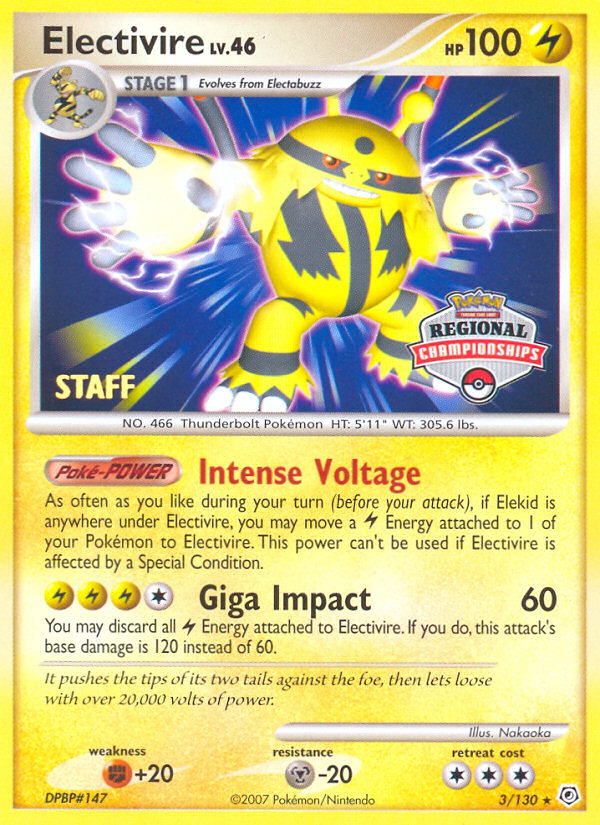 Electivire LV.46 HP 100
STAGE 1 Evolves from Electabuzz
Pokémon
TRADING CARD GAME
REGIONAL
CHAMPIONSHIPS
STAFF
NO. 466 Thunderbolt Pokémon HT: 5'11" WT: 305.6 lbs.
Poké-POWER Intense Voltage
As often as you like during your turn (before your attack), if Elekid is
anywhere under Electivire, you may move a Energy attached to 1 of
your Pokémon to Electivire. This power can't be used if Electivire is
affected by a Special Condition.
Giga Impact 60
You may discard all Energy attached to Electivire. If you do, this attack's
base damage is 120 instead of 60.
It pushes the tips of its two tails against the foe, then lets loose
with over 20,000 volts of power.
Illus. Nakaoka
weakness resistance retreat cost
+20 -20
DPBP#147 ©2007 Pokémon/Nintendo 3/130 ★